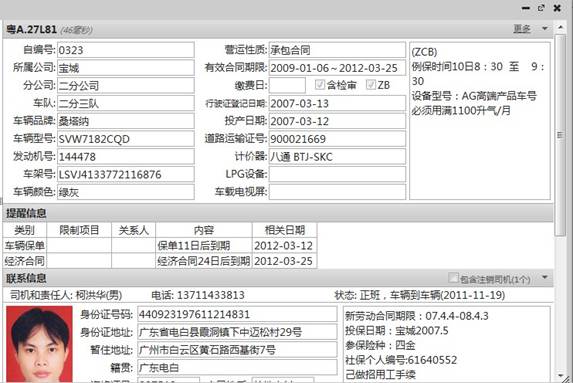 粤A.27L81 (46毫秒) 更多
自编号: 0323 营运性质: 承包合同
所属公司: 宝城 有效合同期限: 2009-01-06～2012-03-25
分公司: 二分公司 缴费日: 含检审 ZB
车队: 二分三队 行驶证登记日期: 2007-03-13
车辆品牌: 桑塔纳 投产日期: 2007-03-12
车辆型号: SVW7182CQD 道路运输证号: 900021669
发动机号: 144478 计价器: 八通 BTJ-SKC
车架号: LSVJ4133772116876 LPG设备:
车辆颜色: 绿灰 车载电视屏:
(ZCB)
例保时间10日8：30 至 9：
30
设备型号：AG高端产品车号
必须用满1100升气/月
提醒信息
类别 限制项目 关系人 内容 相关日期
车辆保单 保单11日后到期 2012-03-12
经济合同 经济合同24日后到期 2012-03-25
联系信息 包含注销司机(1个)
司机和责任人: 柯洪华(男) 电话: 13711433813 状态: 正班，车辆到车辆(2011-11-19)
身份证号码: 440923197611214831
身份证地址: 广东省电白县霞洞镇下中迈松村29号
暂住地址: 广州市白云区黄石路西基街7号
籍贯: 广东电白
新劳动合同期限：07.4.4-08.4.3
投保日期：宝城2007.5
参保险种：四金
社保个人编号:61640552
已做招用工手续